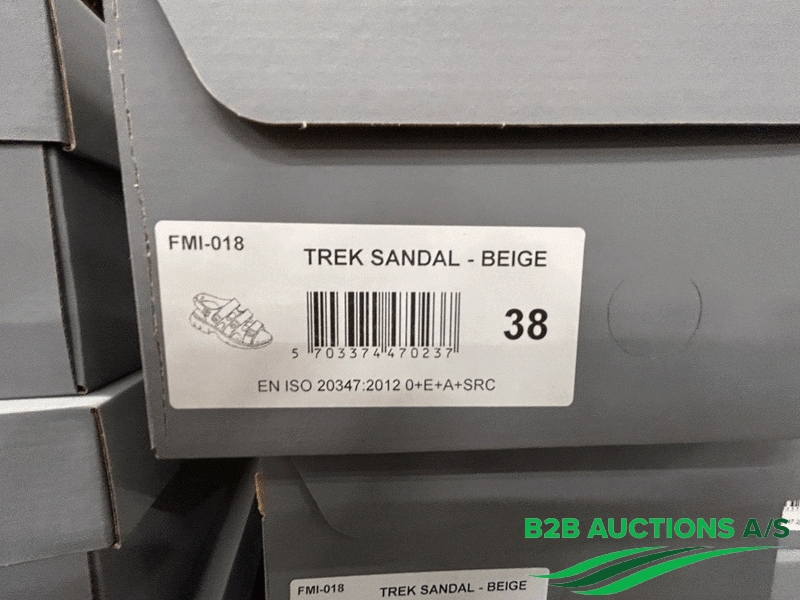 FMI-018
TREK SANDAL - BEIGE
38
5 703374 470237
EN ISO 20347:2012 0+E+A+SRC
B2B AUCTIONS A/S
FMI-018
TREK SANDAL - BEIGE